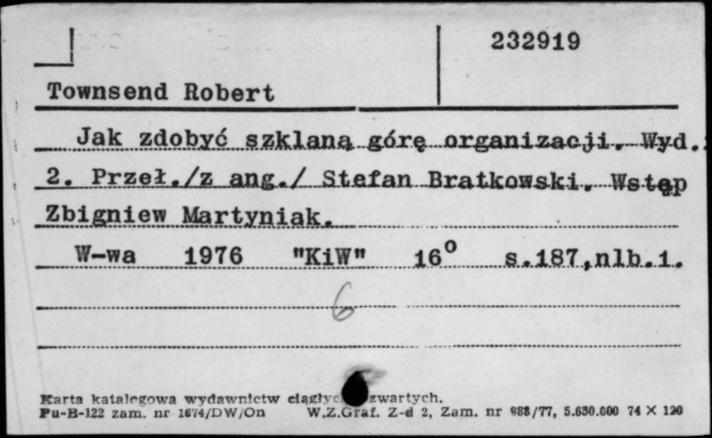 232919
Townsend Robert
Jak zdobyć szklaną górę organizacji. Wyd.
2. Przeł./z ang./ Stefan Bratkowski. Wstęp
Zbigniew Martyniak.
W-wa 1976 "KiW" 16° s.187,nlb.1.
6
Karta katalogowa wydawnictw zwartych.
Pu-B-122 zam. nr 1674/DW/On W.Z.Graf. Z-d 2, Zam. nr 988/77, 5.650.000 74 X 120